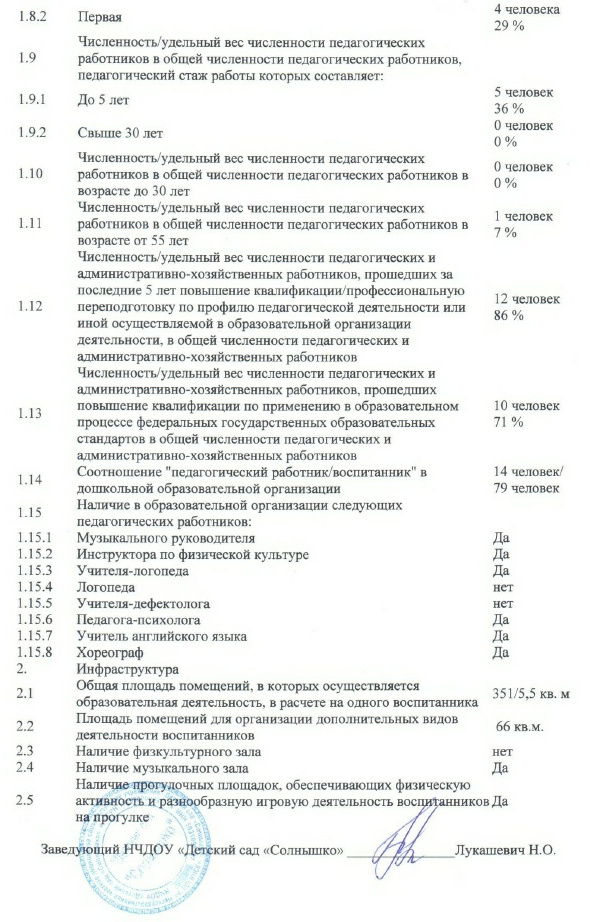 1.8.2 Первая 4 человека
29 %
Численность/удельный вес численности педагогических
1.9 работников в общей численности педагогических работников,
педагогический стаж работы которых составляет:
1.9.1 До 5 лет 5 человек
36 %
1.9.2 Свыше 30 лет 0 человек
0 %
Численность/удельный вес численности педагогических
1.10 работников в общей численности педагогических работников в 0 человек
возрасте до 30 лет 0 %
Численность/удельный вес численности педагогических
1.11 работников в общей численности педагогических работников в 1 человек
возрасте от 55 лет 7 %
Численность/удельный вес численности педагогических и
административно-хозяйственных работников, прошедших за
последние 5 лет повышение квалификации/профессиональную
1.12 переподготовку по профилю педагогической деятельности или 12 человек
иной осуществляемой в образовательной организации 86 %
деятельности, в общей численности педагогических и
административно-хозяйственных работников
Численность/удельный вес численности педагогических и
административно-хозяйственных работников, прошедших
1.13 повышение квалификации по применению в образовательном 10 человек
процессе федеральных государственных образовательных 71 %
стандартов в общей численности педагогических и
административно-хозяйственных работников
1.14 Соотношение "педагогический работник/воспитанник" в 14 человек/
дошкольной образовательной организации 79 человек
1.15 Наличие в образовательной организации следующих
педагогических работников:
1.15.1 Музыкального руководителя Да
1.15.2 Инструктора по физической культуре Да
1.15.3 Учителя-логопеда Да
1.15.4 Логопеда нет
1.15.5 Учителя-дефектолога нет
1.15.6 Педагога-психолога Да
1.15.7 Учитель английского языка Да
1.15.8 Хореограф Да
2. Инфраструктура
2.1 Общая площадь помещений, в которых осуществляется 351/5,5 кв. м
образовательная деятельность, в расчете на одного воспитанника
2.2 Площадь помещений для организации дополнительных видов 66 кв.м.
деятельности воспитанников
2.3 Наличие физкультурного зала нет
2.4 Наличие музыкального зала Да
Наличие прогулочных площадок, обеспечивающих физическую
2.5 активность и разнообразную игровую деятельность воспитанников Да
на прогулке
Заведующий НЧДОУ «Детский сад «Солнышко» Лукашевич Н.О.